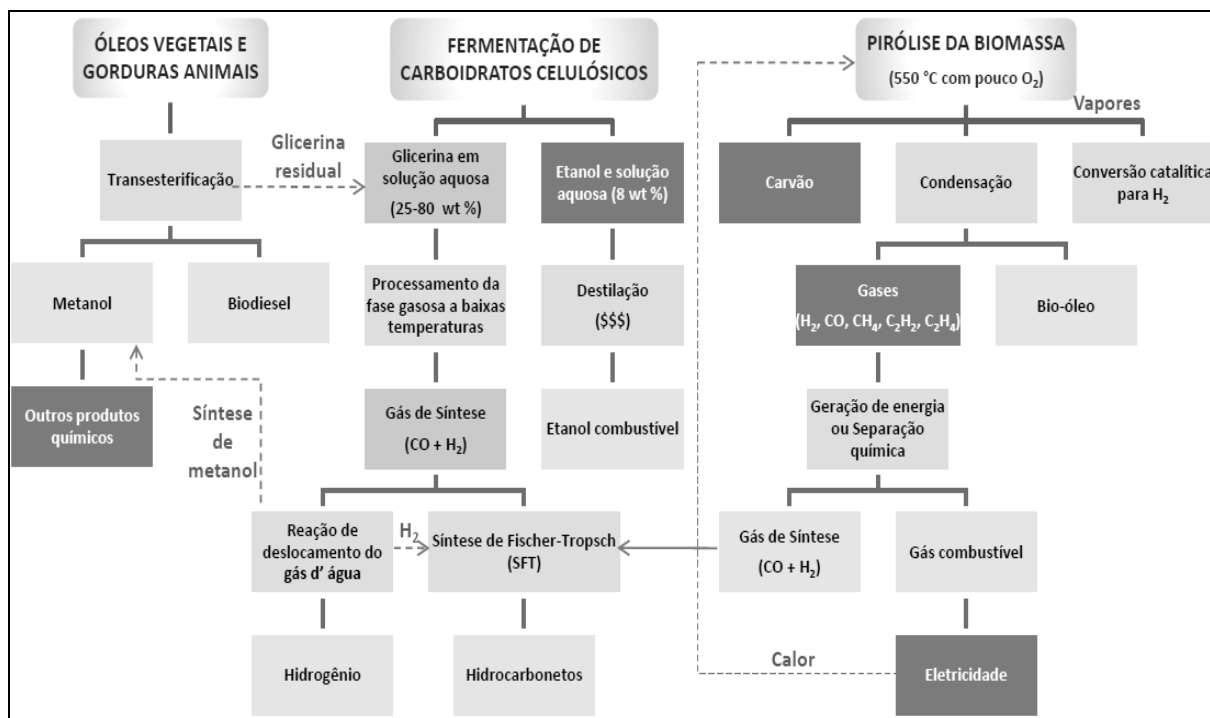 ÓLEOS VEGETAIS E
GORDURAS ANIMAIS
FERMENTAÇÃO DE
CARBOIDRATOS CELULÓSICOS
PIRÓLISE DA BIOMASSA
(550 °C com pouco O₂)
Vapores
Transesterificação
Glicerina
residual
Glicerina em
solução aquosa
(25-80 wt %)
Etanol e solução
aquosa (8 wt %)
Carvão
Condensação
Conversão catalítica
para H₂
Metanol
Biodiesel
Processamento da
fase gasosa a baixas
temperaturas
Destilação
($$$)
Gases
(H₂, CO, CH₄, C₂H₂, C₂H₄)
Bio-óleo
Outros produtos
químicos
Síntese
de
metanol
Gás de Síntese
(CO + H₂)
Etanol combustível
Geração de energia
ou Separação
química
Reação de
deslocamento do
gás d' água
H₂
Síntese de Fischer-Tropsch
(SFT)
Gás de Síntese
(CO + H₂)
Gás combustível
Hidrogênio
Hidrocarbonetos
Calor
Eletricidade